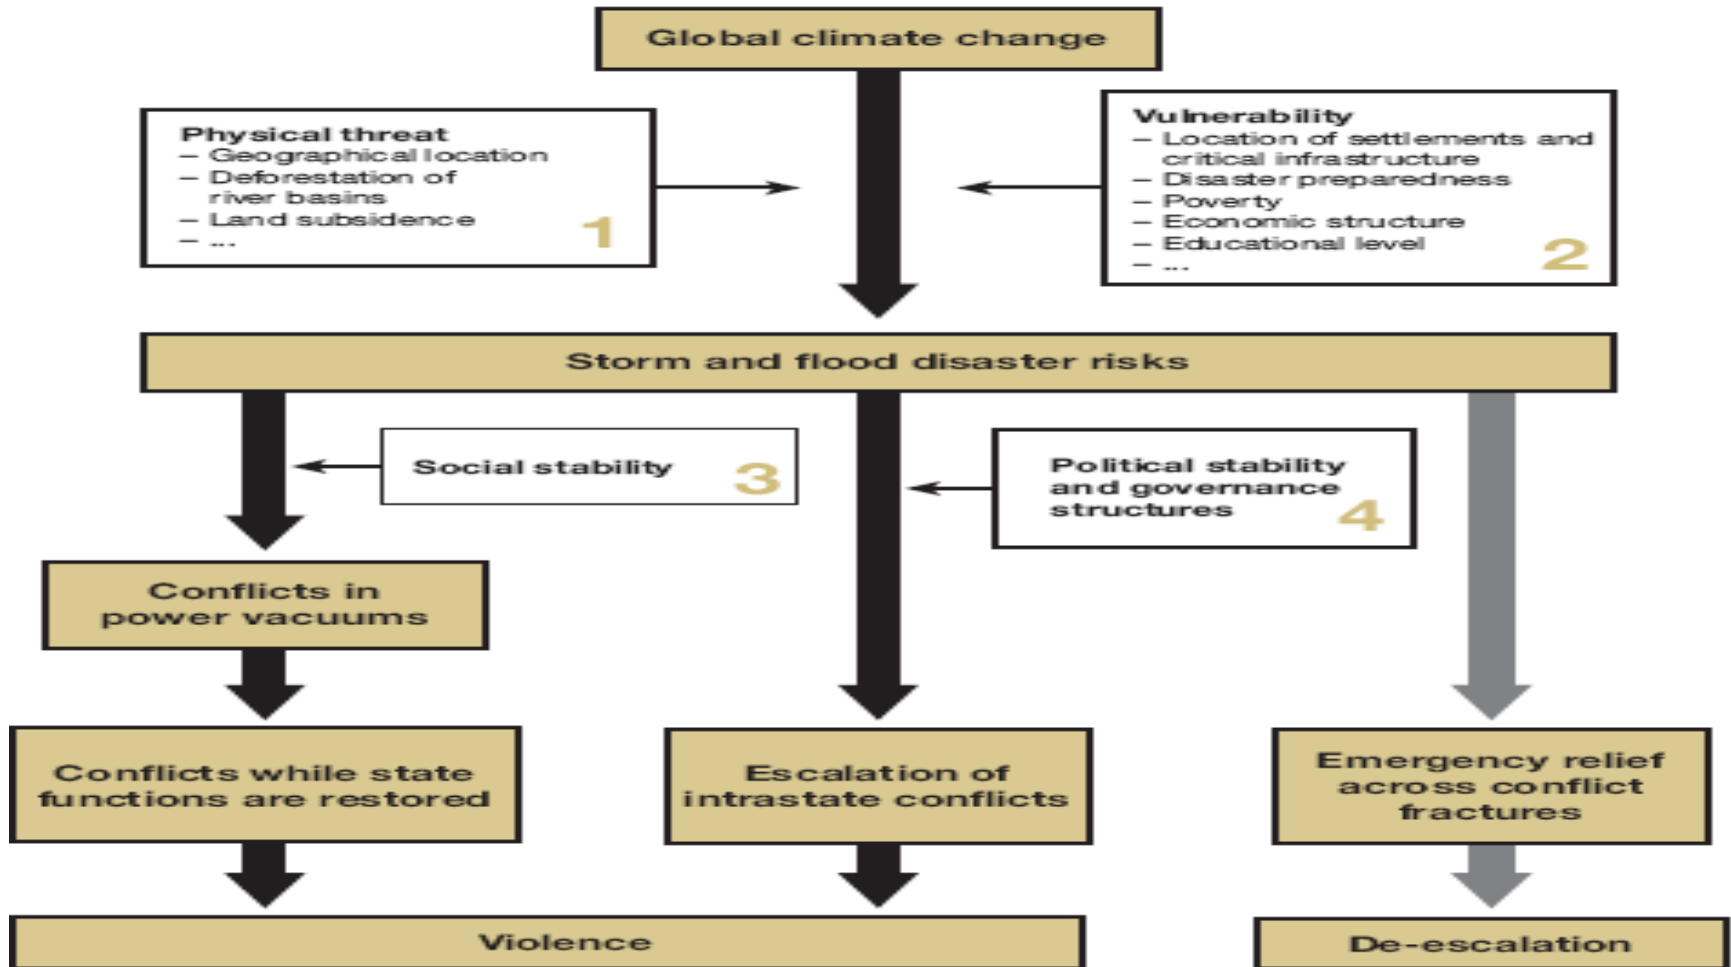 Global climate change
Physical threat
– Geographical location
– Deforestation of
river basins
– Land subsidence
– ...
1
Vulnerability
– Location of settlements and
critical infrastructure
– Disaster preparedness
– Poverty
– Economic structure
– Educational level
– ...
2
Storm and flood disaster risks
Social stability
3
Political stability
and governance
structures
4
Conflicts in
power vacuums
Conflicts while state
functions are restored
Escalation of
intrastate conflicts
Emergency relief
across conflict
fractures
Violence
De-escalation